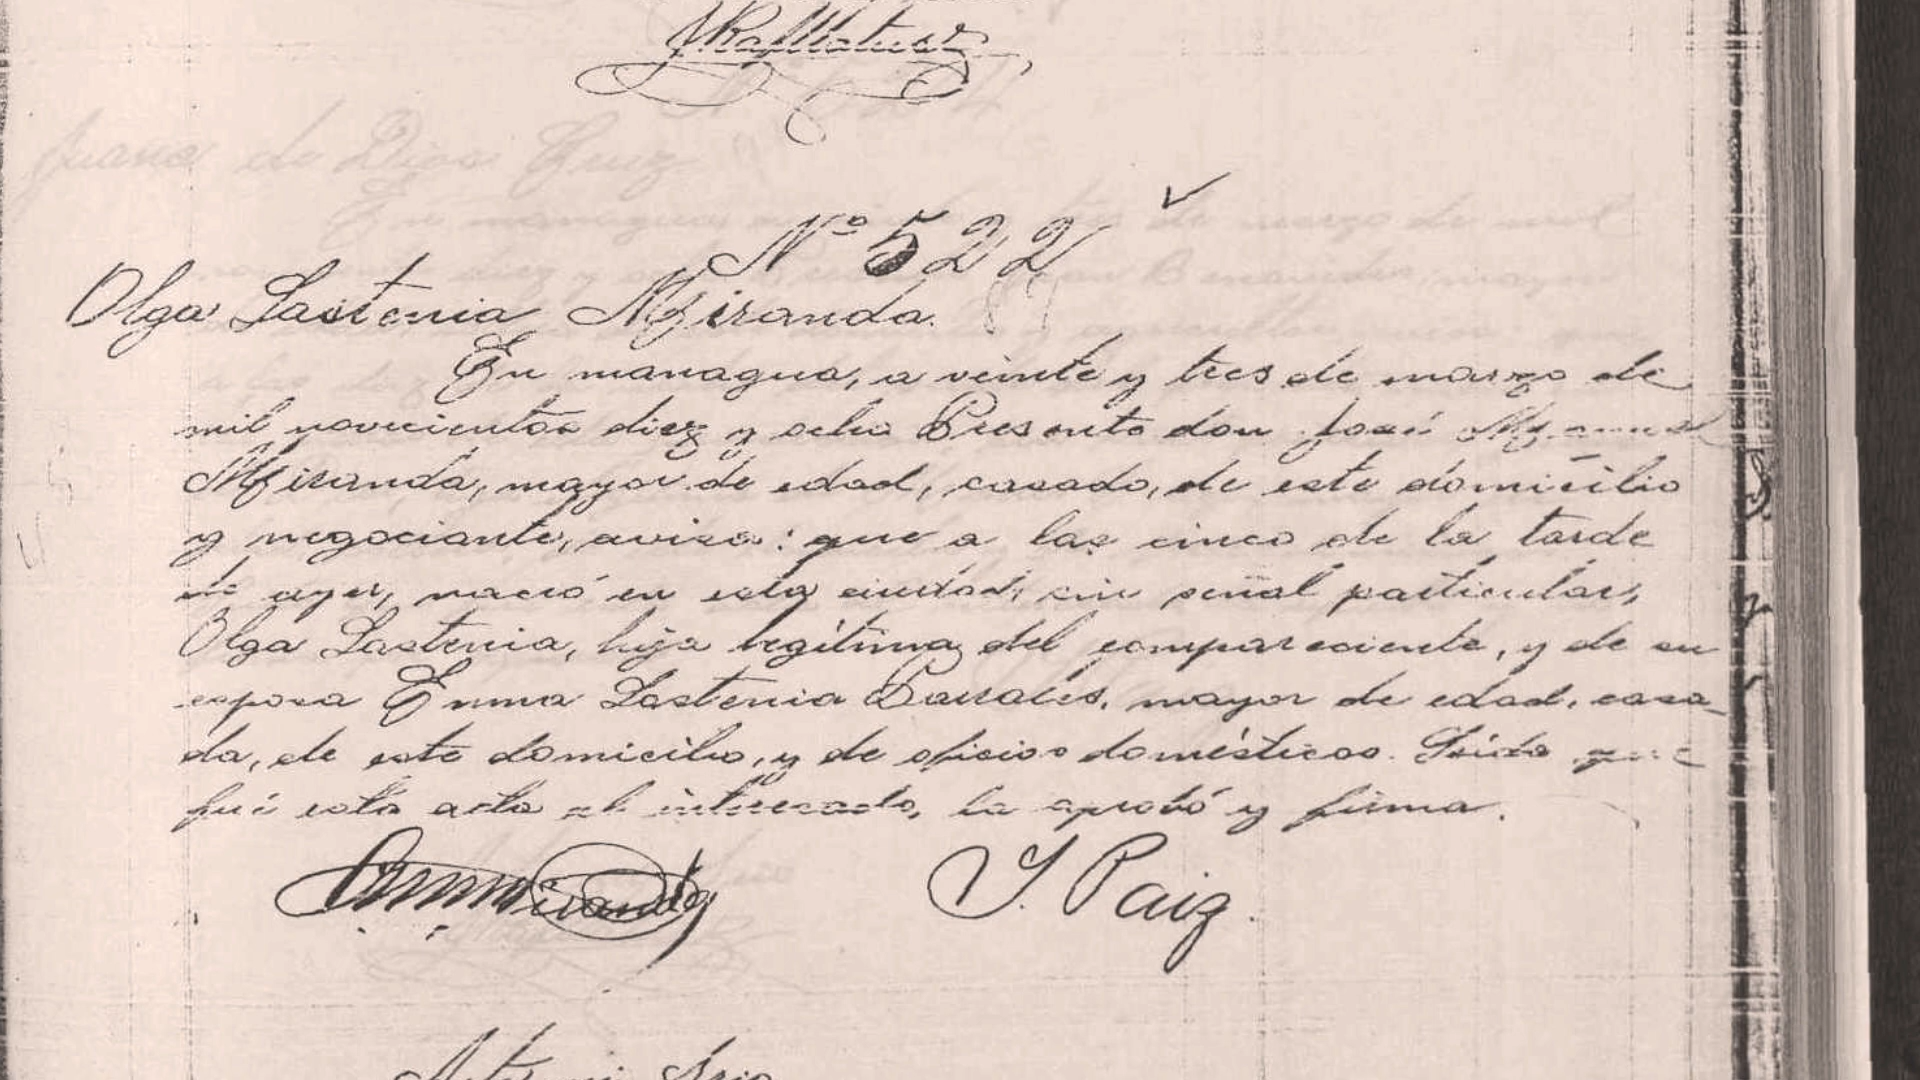 Nº 522
Olga Lastenia Miranda.
En managua, a veinte y tres de marzo de
mil novecientos diez y ocho Presente don José
Miranda, mayor de edad, casado, de este domicilio
y negociante, avisa: que a las cinco de la tarde
de ayer, nació en esta ciudad, sin señal particular,
Olga Lastenia, hija legítima del compareciente, y de su
esposa Emma Lastenia Parrales, mayor de edad, casa-
da, de este domicilio, y de oficios domésticos. Leída que
fué esta acta al interesado, la aprobó y firma.
Miranda J. Paiz.